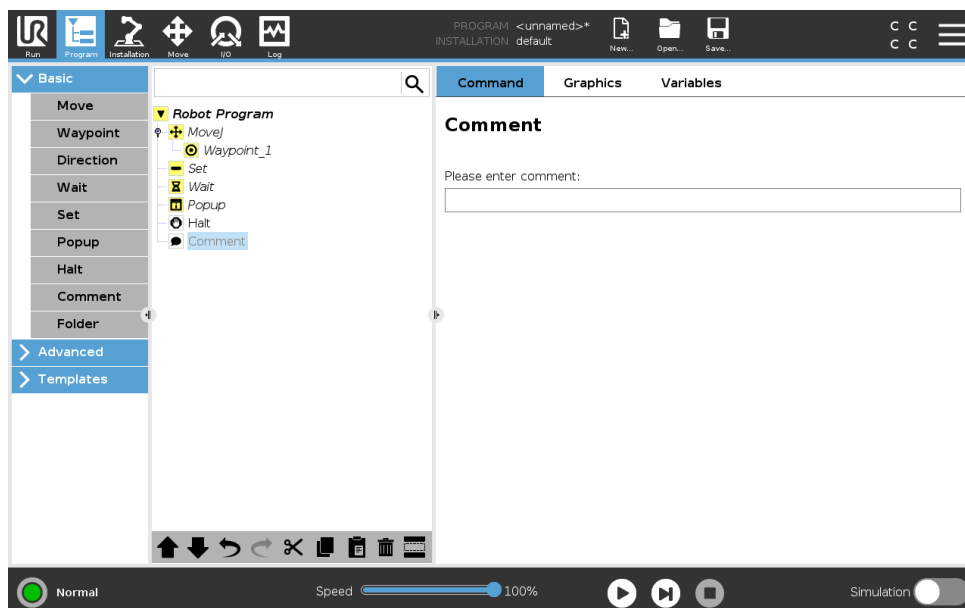 PROGRAM <unnamed>*
INSTALLATION default
UR
Run
Program
Installation
Move
I/O
Log
New...
Open...
Save...
C C
C C
Basic
Move
Waypoint
Direction
Wait
Set
Popup
Halt
Comment
Folder
Advanced
Templates
Robot Program
MoveJ
Waypoint_1
Set
Wait
Popup
Halt
Comment
Command Graphics Variables
Comment
Please enter comment:
Normal
Speed 100%
Simulation